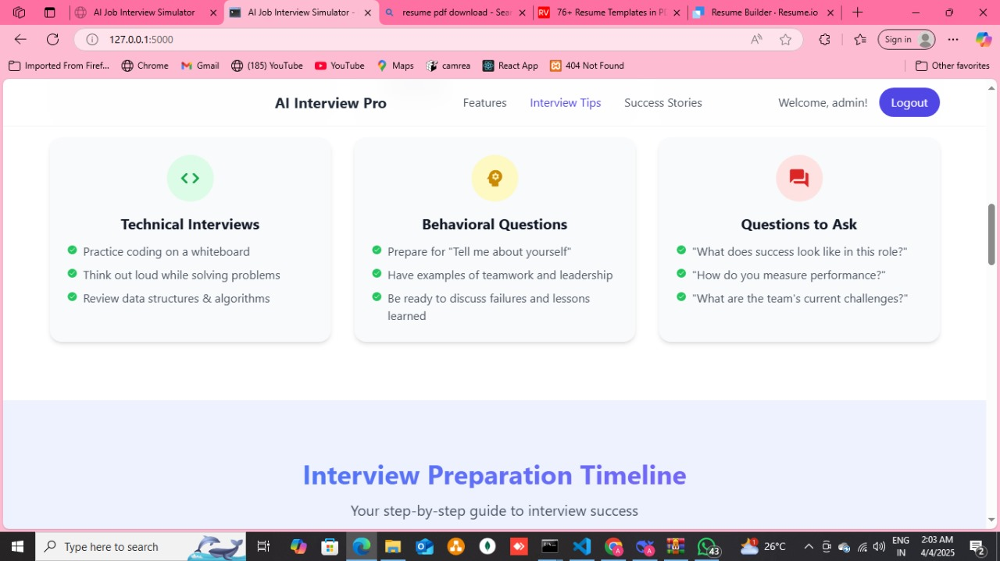 AI Job Interview Simulator
AI Job Interview Simulator -
resume pdf download - Sear
RV
76+ Resume Templates in PD
Resume Builder · Resume.io
127.0.0.1:5000
Sign in
Imported From Firef...
Chrome
Gmail
(185) YouTube
YouTube
Maps
camrea
React App
404 Not Found
Other favorites
AI Interview Pro
Features
Interview Tips
Success Stories
Welcome, admin!
Logout
Technical Interviews
Practice coding on a whiteboard
Think out loud while solving problems
Review data structures & algorithms
Behavioral Questions
Prepare for "Tell me about yourself"
Have examples of teamwork and leadership
Be ready to discuss failures and lessons
learned
Questions to Ask
"What does success look like in this role?"
"How do you measure performance?"
"What are the team's current challenges?"
Interview Preparation Timeline
Your step-by-step guide to interview success
Type here to search
43
26°C
ENG
IN
2:03 AM
4/4/2025
2